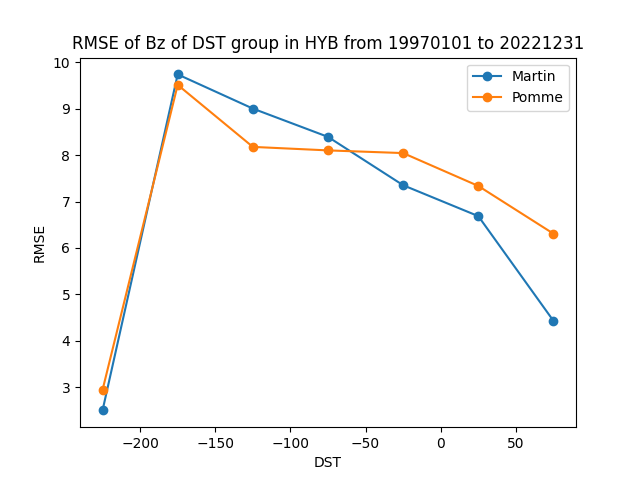 RMSE of Bz of DST group in HYB from 19970101 to 20221231
10
9
8
7
6
5
4
3
RMSE
Martin
Pomme
−200
−150
−100
−50
0
50
DST